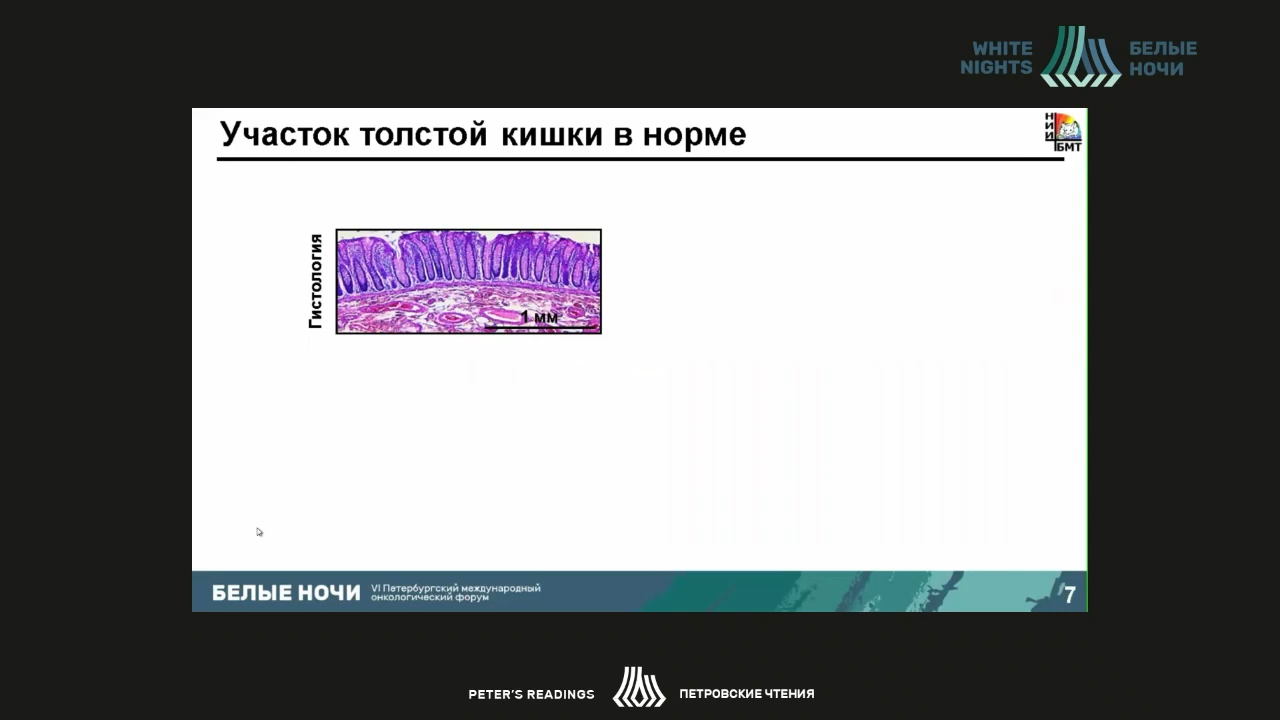 WHITE
NIGHTS
БЕЛЫЕ
НОЧИ
Участок толстой кишки в норме
НИИ
БМТ
Гистология
1 мм
БЕЛЫЕ НОЧИ
VI Петербургский международный
онкологический форум
7
PETER'S READINGS
ПЕТРОВСКИЕ ЧТЕНИЯ